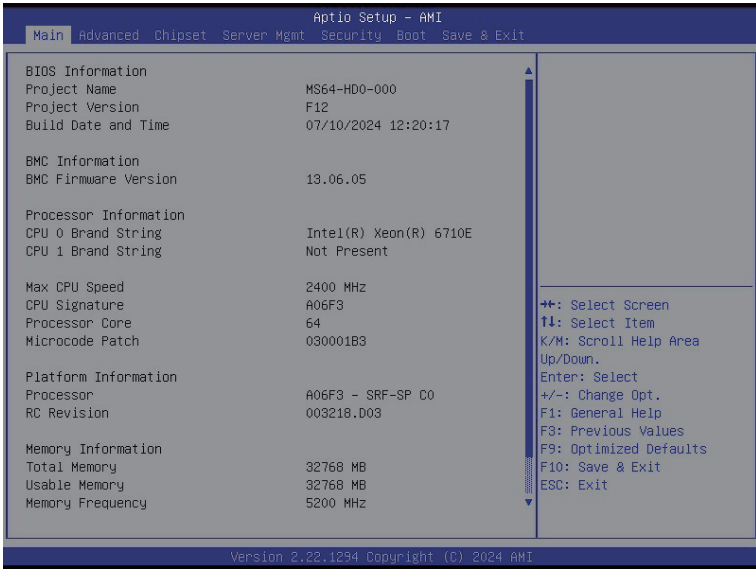 Aptio Setup – AMI
Main Advanced Chipset Server Mgmt Security Boot Save & Exit
BIOS Information
Project Name MS64-HD0-000
Project Version F12
Build Date and Time 07/10/2024 12:20:17
BMC Information
BMC Firmware Version 13.06.05
Processor Information
CPU 0 Brand String Intel(R) Xeon(R) 6710E
CPU 1 Brand String Not Present
Max CPU Speed 2400 MHz
CPU Signature A06F3
Processor Core 64
Microcode Patch 030001B3
Platform Information
Processor A06F3 - SRF-SP C0
RC Revision 003218.D03
Memory Information
Total Memory 32768 MB
Usable Memory 32768 MB
Memory Frequency 5200 MHz
→←: Select Screen
↑↓: Select Item
K/M: Scroll Help Area
Up/Down.
Enter: Select
+/-: Change Opt.
F1: General Help
F3: Previous Values
F9: Optimized Defaults
F10: Save & Exit
ESC: Exit
Version 2.22.1294 Copyright (C) 2024 AMI